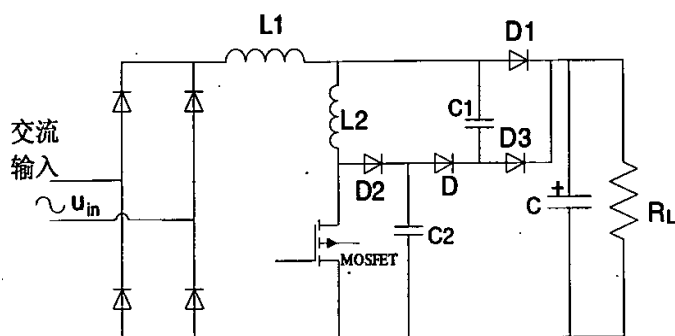 L1
D1
交流
输入
u_in
L2
C1
D3
D2
D
C2
C
+
R_L
MOSFET